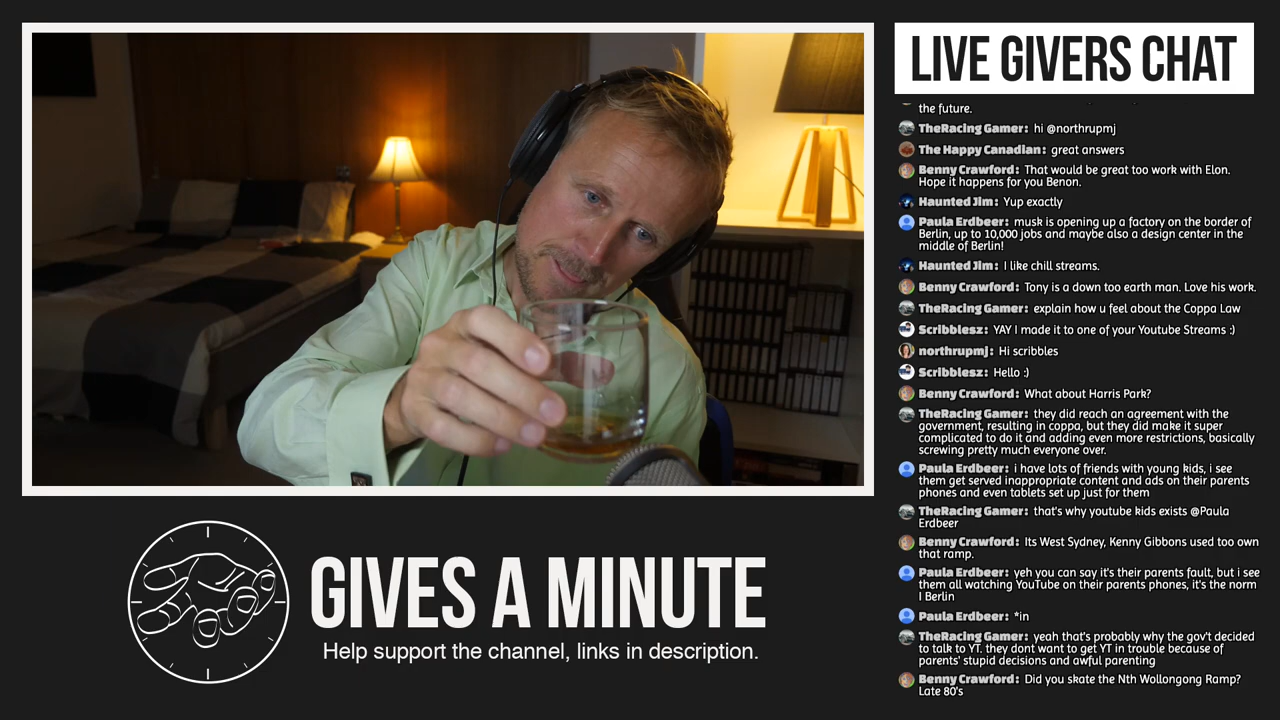 LIVE GIVERS CHAT
the future.
TheRacing Gamer: hi @northrupmj
The Happy Canadian: great answers
Benny Crawford: That would be great too work with Elon.
Hope it happens for you Benon.
Haunted Jim: Yup exactly
Paula Erdbeer: musk is opening up a factory on the border of
Berlin, up to 10,000 jobs and maybe also a design center in the
middle of Berlin!
Haunted Jim: I like chill streams.
Benny Crawford: Tony is a down too earth man. Love his work.
TheRacing Gamer: explain how u feel about the Coppa Law
Scribblesz: YAY I made it to one of your Youtube Streams :)
northrupmj: Hi scribbles
Scribblesz: Hello :)
Benny Crawford: What about Harris Park?
TheRacing Gamer: they did reach an agreement with the
government, resulting in coppa, but they did make it super
complicated to do it and adding even more restrictions, basically
screwing pretty much everyone over.
Paula Erdbeer: i have lots of friends with young kids, i see
them get served inappropriate content and ads on their parents
phones and even tablets set up just for them
TheRacing Gamer: that's why youtube kids exists @Paula
Erdbeer
Benny Crawford: Its West Sydney, Kenny Gibbons used too own
that ramp.
Paula Erdbeer: yeh you can say it's their parents fault, but i see
them all watching YouTube on their parents phones, it's the norm
I Berlin
Paula Erdbeer: *in
TheRacing Gamer: yeah that's probably why the gov't decided
to talk to YT. they dont want to get YT in trouble because of
parents' stupid decisions and awful parenting
Benny Crawford: Did you skate the Nth Wollongong Ramp?
Late 80's
GIVES A MINUTE
Help support the channel, links in description.